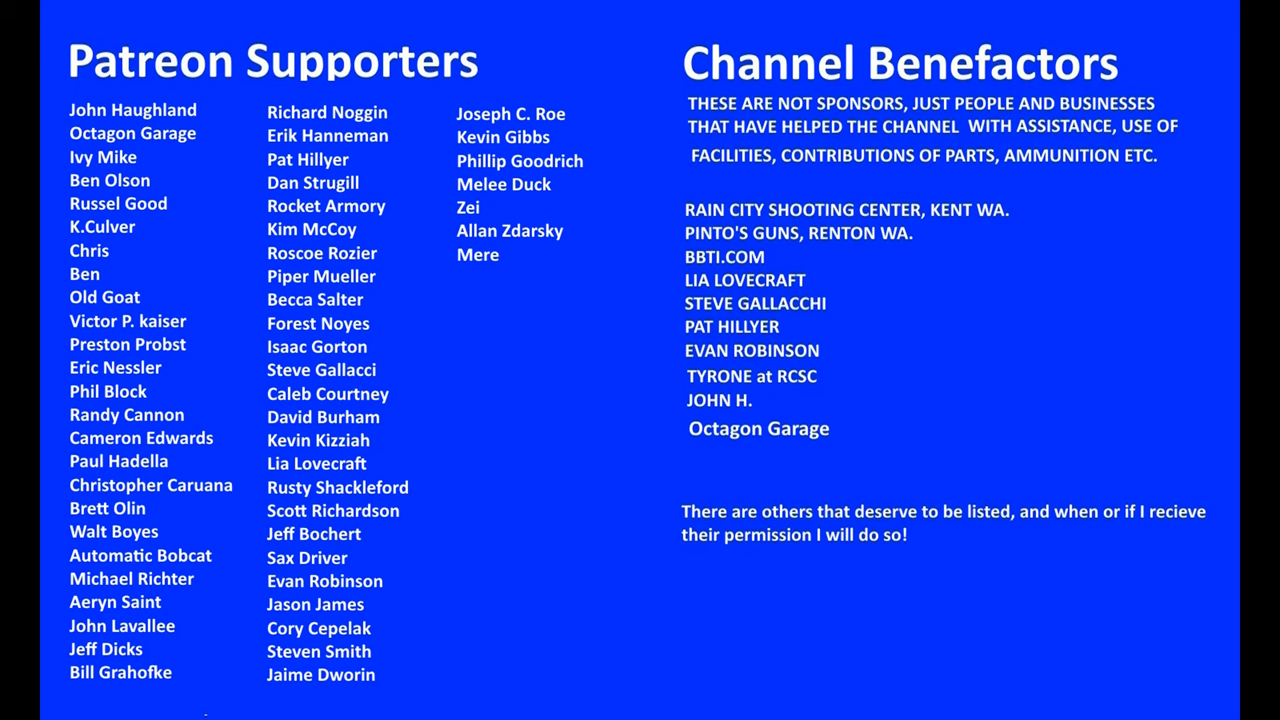 Patreon Supporters
John Haughland
Octagon Garage
Ivy Mike
Ben Olson
Russel Good
K.Culver
Chris
Ben
Old Goat
Victor P. kaiser
Preston Probst
Eric Nessler
Phil Block
Randy Cannon
Cameron Edwards
Paul Hadella
Christopher Caruana
Brett Olin
Walt Boyes
Automatic Bobcat
Michael Richter
Aeryn Saint
John Lavallee
Jeff Dicks
Bill Grahofke
Richard Noggin
Erik Hanneman
Pat Hillyer
Dan Strugill
Rocket Armory
Kim McCoy
Roscoe Rozier
Piper Mueller
Becca Salter
Forest Noyes
Isaac Gorton
Steve Gallacci
Caleb Courtney
David Burham
Kevin Kizziah
Lia Lovecraft
Rusty Shackleford
Scott Richardson
Jeff Bochert
Sax Driver
Evan Robinson
Jason James
Cory Cepelak
Steven Smith
Jaime Dworin
Joseph C. Roe
Kevin Gibbs
Phillip Goodrich
Melee Duck
Zei
Allan Zdarsky
Mere
Channel Benefactors
THESE ARE NOT SPONSORS, JUST PEOPLE AND BUSINESSES
THAT HAVE HELPED THE CHANNEL WITH ASSISTANCE, USE OF
FACILITIES, CONTRIBUTIONS OF PARTS, AMMUNITION ETC.
RAIN CITY SHOOTING CENTER, KENT WA.
PINTO'S GUNS, RENTON WA.
BBTI.COM
LIA LOVECRAFT
STEVE GALLACCHI
PAT HILLYER
EVAN ROBINSON
TYRONE at RCSC
JOHN H.
Octagon Garage
There are others that deserve to be listed, and when or if I recieve
their permission I will do so!